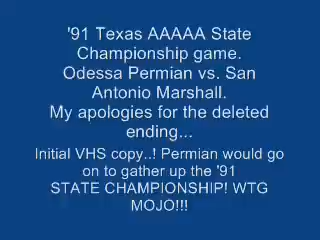 '91 Texas AAAAA State
Championship game.
Odessa Permian vs. San
Antonio Marshall.
My apologies for the deleted
ending...
Initial VHS copy..! Permian would go
on to gather up the '91
STATE CHAMPIONSHIP! WTG
MOJO!!!